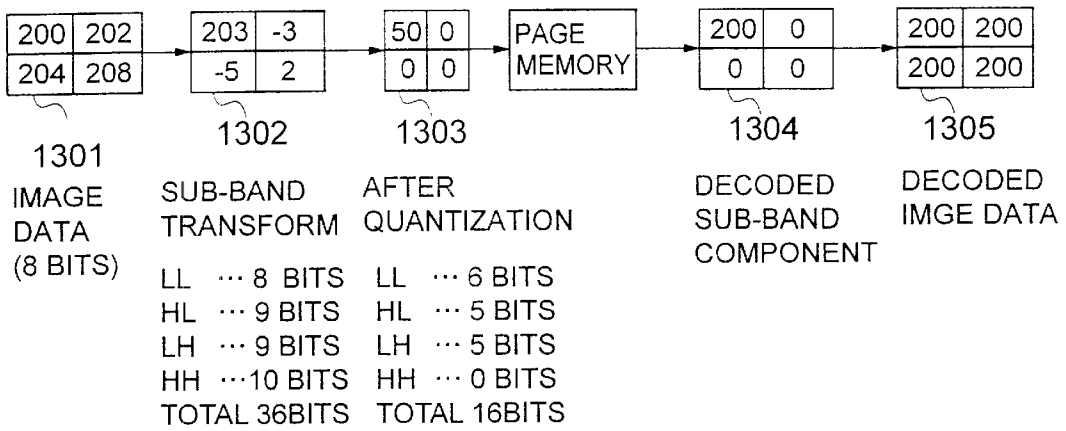 200 202
204 208
203 -3
-5 2
50 0
0 0
PAGE
MEMORY
200 0
0 0
200 200
200 200
1301
1302
1303
1304
1305
IMAGE
DATA
(8 BITS)
SUB-BAND
TRANSFORM
LL ··· 8 BITS
HL ··· 9 BITS
LH ··· 9 BITS
HH ···10 BITS
TOTAL 36BITS
AFTER
QUANTIZATION
LL ··· 6 BITS
HL ··· 5 BITS
LH ··· 5 BITS
HH ··· 0 BITS
TOTAL 16BITS
DECODED
SUB-BAND
COMPONENT
DECODED
IMGE DATA